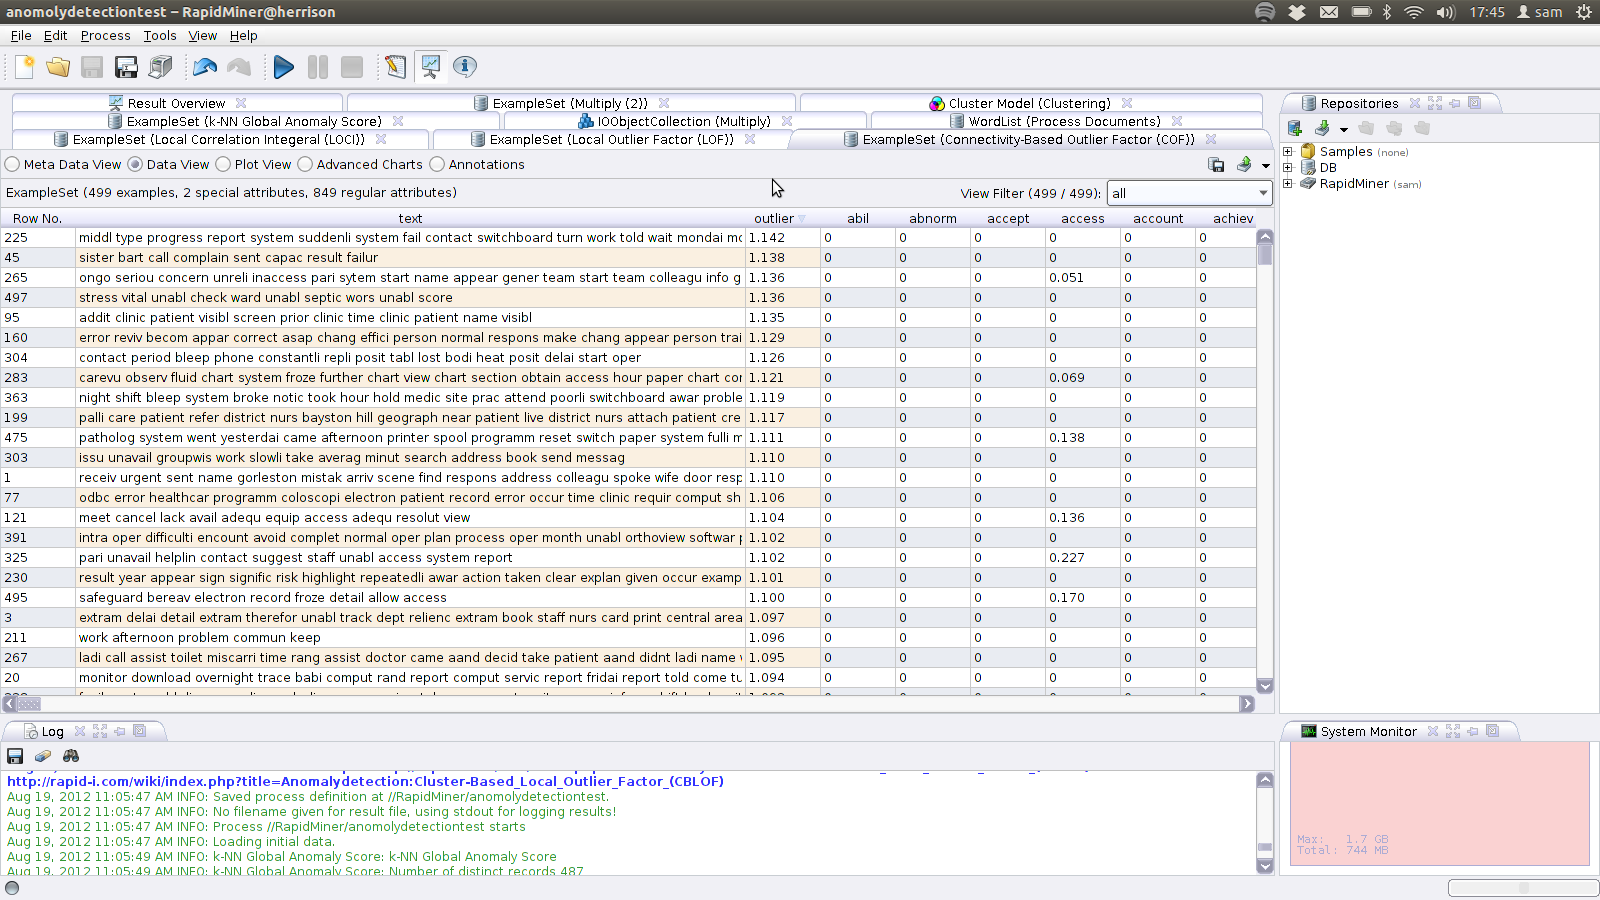 anomolydetectiontest – RapidMiner@herrison 17:45 sam
File Edit Process Tools View Help
Result Overview ExampleSet (Multiply (2)) Cluster Model (Clustering)
ExampleSet (k-NN Global Anomaly Score) IOObjectCollection (Multiply) WordList (Process Documents)
ExampleSet (Local Correlation Integeral (LOCI)) ExampleSet (Local Outlier Factor (LOF)) ExampleSet (Connectivity-Based Outlier Factor (COF))
Meta Data View Data View Plot View Advanced Charts Annotations
ExampleSet (499 examples, 2 special attributes, 849 regular attributes) View Filter (499 / 499): all
Row No. text outlier abil abnorm accept access account achiev
225 middl type progress report system suddenli system fail contact switchboard turn work told wait mondai mo 1.142 0 0 0 0 0 0
45 sister bart call complain sent capac result failur 1.138 0 0 0 0 0 0
265 ongo seriou concern unreli inaccess pari sytem start name appear gener team start team colleagu info g 1.136 0 0 0 0.051 0 0
497 stress vital unabl check ward unabl septic wors unabl score 1.136 0 0 0 0 0 0
95 addit clinic patient visibl screen prior clinic time clinic patient name visibl 1.135 0 0 0 0 0 0
160 error reviv becom appar correct asap chang effici person normal respons make chang appear person trai 1.129 0 0 0 0 0 0
304 contact period bleep phone constantli repli posit tabl lost bodi heat posit delai start oper 1.126 0 0 0 0 0 0
283 carevu observ fluid chart system froze further chart view chart section obtain access hour paper chart cor 1.121 0 0 0 0.069 0 0
363 night shift bleep system broke notic took hour hold medic site prac attend poorli switchboard awar proble 1.119 0 0 0 0 0 0
199 palli care patient refer district nurs bayston hill geograph near patient live district nurs attach patient cre 1.117 0 0 0 0 0 0
475 patholog system went yesterdai came afternoon printer spool programm reset switch paper system fulli m 1.111 0 0 0 0.138 0 0
303 issu unavail groupwis work slowli take averag minut search address book send messag 1.110 0 0 0 0 0 0
1 receiv urgent sent name gorleston mistak arriv scene find respons address colleagu spoke wife door resp 1.110 0 0 0 0 0 0
77 odbc error healthcar programm coloscopi electron patient record error occur time clinic requir comput sh 1.106 0 0 0 0 0 0
121 meet cancel lack avail adequ equip access adequ resolut view 1.104 0 0 0 0.136 0 0
391 intra oper difficulti encount avoid complet normal oper plan process oper month unabl orthoview softwar p 1.102 0 0 0 0 0 0
325 pari unavail helplin contact suggest staff unabl access system report 1.102 0 0 0 0.227 0 0
230 result year appear sign signific risk highlight repeatedli awar action taken clear explan given occur examp 1.101 0 0 0 0 0 0
495 safeguard bereav electron record froze detail allow access 1.100 0 0 0 0.170 0 0
3 extram delai detail extram therefor unabl track dept relienc extram book staff nurs card print central area 1.097 0 0 0 0 0 0
211 work afternoon problem commun keep 1.096 0 0 0 0 0 0
267 ladi call assist toilet miscarri time rang assist doctor came aand decid take patient aand didnt ladi name 1.095 0 0 0 0 0 0
20 monitor download overnight trace babi comput rand report comput servic report fridai report told come tu 1.094 0 0 0 0 0 0
Repositories
Samples (none)
DB
RapidMiner (sam)
Log
http://rapid-i.com/wiki/index.php?title=Anomalydetection:Cluster-Based_Local_Outlier_Factor_(CBLOF)
Aug 19, 2012 11:05:47 AM INFO: Saved process definition at //RapidMiner/anomolydetectiontest.
Aug 19, 2012 11:05:47 AM INFO: No filename given for result file, using stdout for logging results!
Aug 19, 2012 11:05:47 AM INFO: Process //RapidMiner/anomolydetectiontest starts
Aug 19, 2012 11:05:47 AM INFO: Loading initial data.
Aug 19, 2012 11:05:49 AM INFO: k-NN Global Anomaly Score: k-NN Global Anomaly Score
Aug 19, 2012 11:05:49 AM INFO: k-NN Global Anomaly Score: Number of distinct records 487
System Monitor
Max: 1.7 GB
Total: 744 MB